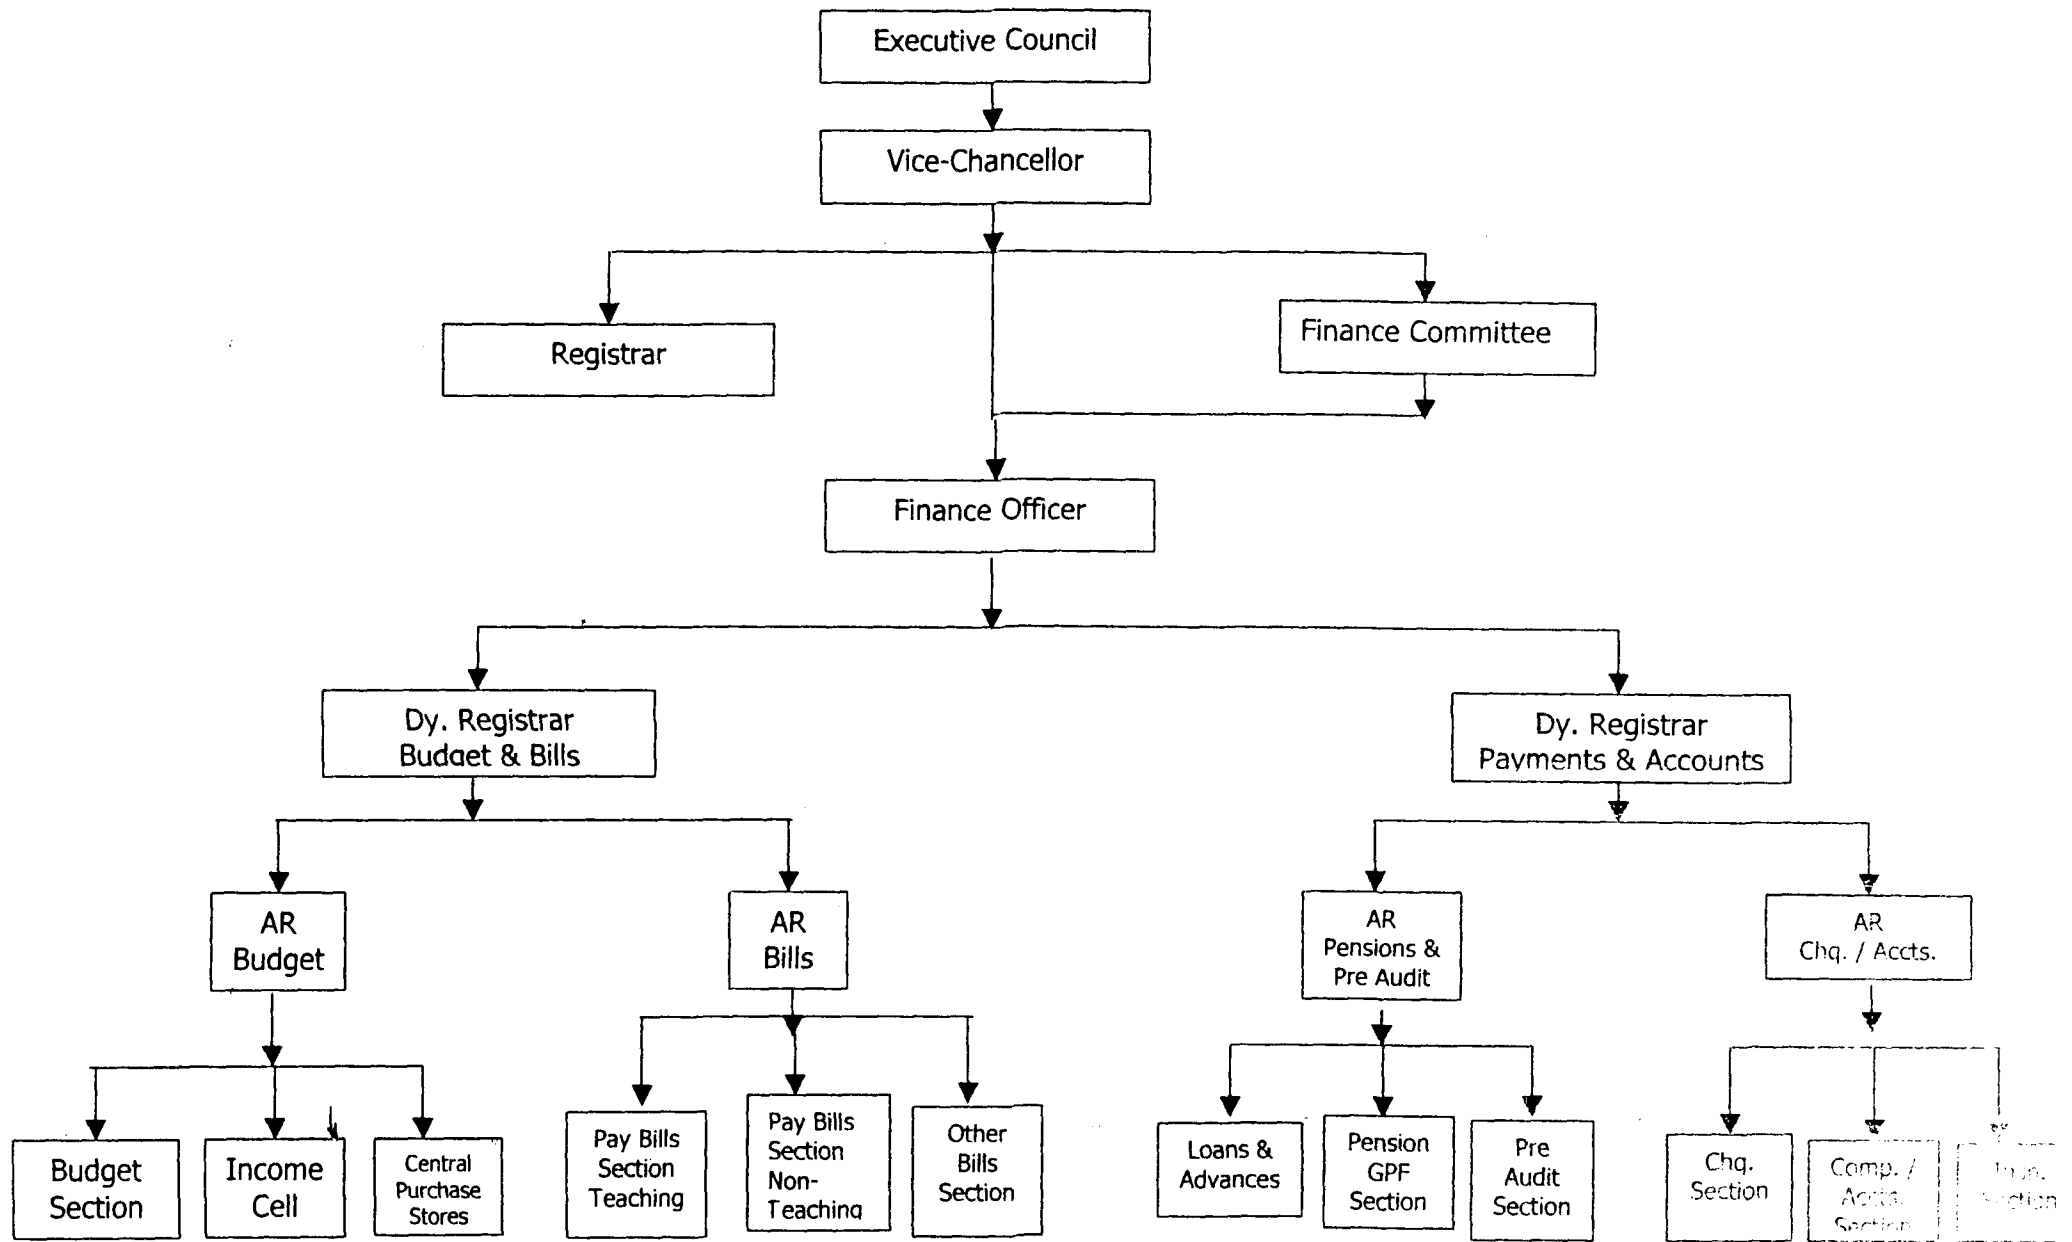 Executive Council
Vice-Chancellor
Registrar
Finance Committee
Finance Officer
Dy. Registrar
Budget & Bills
Dy. Registrar
Payments & Accounts
AR
Budget
AR
Bills
AR
Pensions &
Pre Audit
AR
Chq. / Accts.
Budget
Section
Income
Cell
Central
Purchase
Stores
Pay Bills
Section
Teaching
Pay Bills
Section
Non-
Teaching
Other
Bills
Section
Loans &
Advances
Pension
GPF
Section
Pre
Audit
Section
Chq.
Section
Comp. /
Accts.
Section
Section